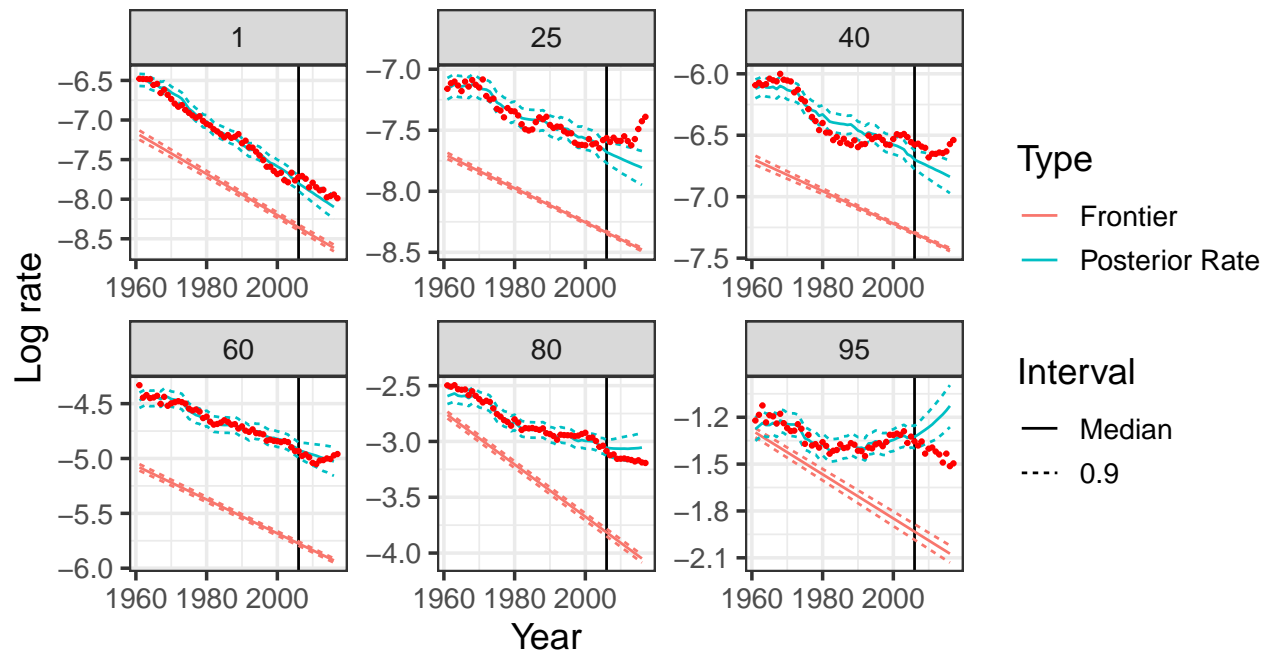 1 25 40
−6.5 −7.0 −7.5 −8.0 −8.5
−7.0 −7.5 −8.0 −8.5
−6.0 −6.5 −7.0 −7.5
1960 1980 2000 1960 1980 2000 1960 1980 2000
60 80 95
−4.5 −5.0 −5.5 −6.0
−2.5 −3.0 −3.5 −4.0
−1.2 −1.5 −1.8 −2.1
1960 1980 2000 1960 1980 2000 1960 1980 2000
Year
Log rate
Type
Frontier
Posterior Rate
Interval
Median
0.9